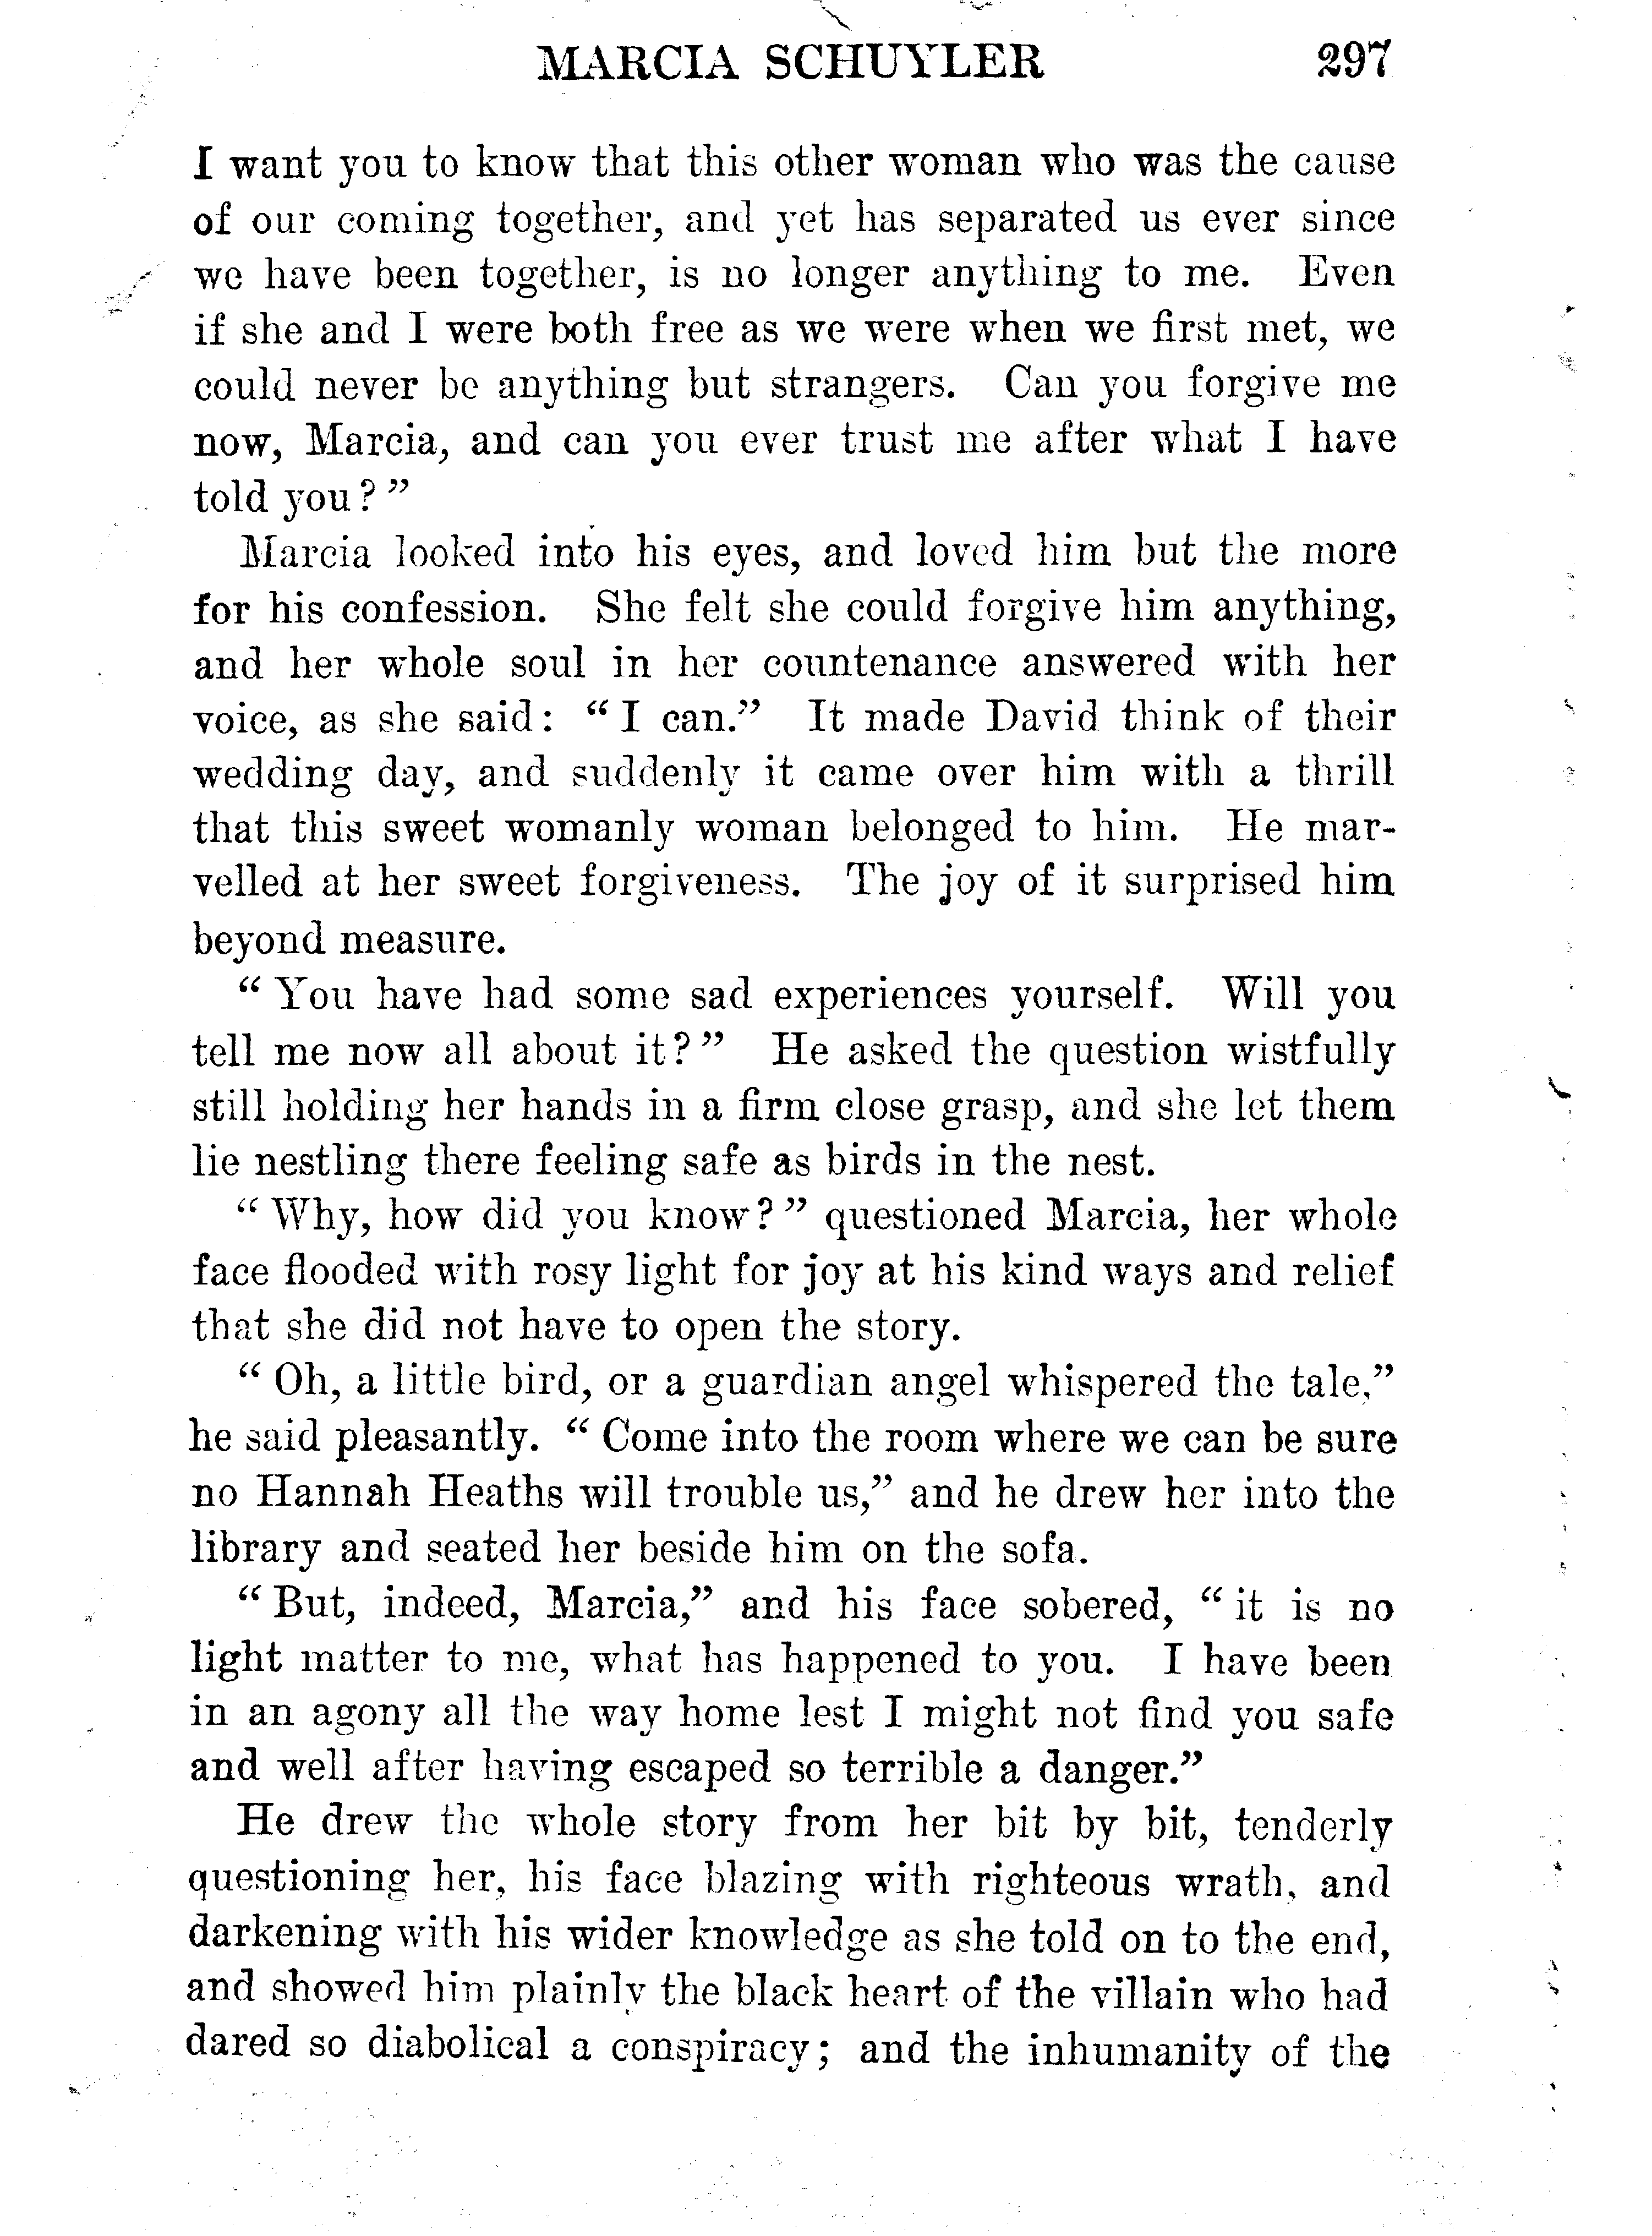 MARCIA SCHUYLER 297
I want you to know that this other woman who was the cause
of our coming together, and yet has separated us ever since
we have been together, is no longer anything to me. Even
if she and I were both free as we were when we first met, we
could never be anything but strangers. Can you forgive me
now, Marcia, and can you ever trust me after what I have
told you?"
Marcia looked into his eyes, and loved him but the more
for his confession. She felt she could forgive him anything,
and her whole soul in her countenance answered with her
voice, as she said: "I can." It made David think of their
wedding day, and suddenly it came over him with a thrill
that this sweet womanly woman belonged to him. He mar-
velled at her sweet forgiveness. The joy of it surprised him
beyond measure.
"You have had some sad experiences yourself. Will you
tell me now all about it?" He asked the question wistfully
still holding her hands in a firm close grasp, and she let them
lie nestling there feeling safe as birds in the nest.
"Why, how did you know?" questioned Marcia, her whole
face flooded with rosy light for joy at his kind ways and relief
that she did not have to open the story.
"Oh, a little bird, or a guardian angel whispered the tale,"
he said pleasantly. "Come into the room where we can be sure
no Hannah Heaths will trouble us," and he drew her into the
library and seated her beside him on the sofa.
"But, indeed, Marcia," and his face sobered, "it is no
light matter to me, what has happened to you. I have been
in an agony all the way home lest I might not find you safe
and well after having escaped so terrible a danger."
He drew the whole story from her bit by bit, tenderly
questioning her, his face blazing with righteous wrath, and
darkening with his wider knowledge as she told on to the end,
and showed him plainly the black heart of the villain who had
dared so diabolical a conspiracy; and the inhumanity of the